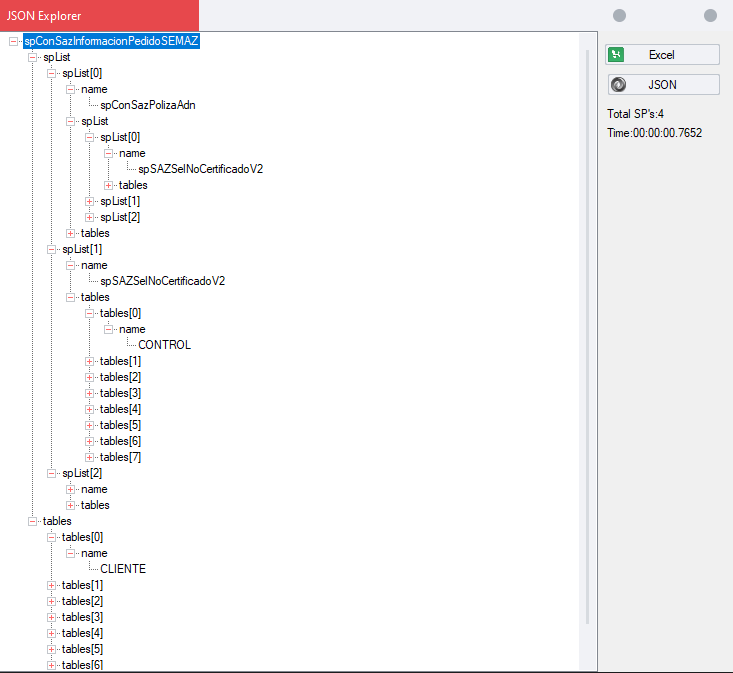 JSON Explorer
spConSazInformacionPedidoSEMAZ
spList
spList[0]
name
spConSazPolizaAdn
spList
spList[0]
name
spSAZSelNoCertificadoV2
tables
spList[1]
spList[2]
tables
spList[1]
name
spSAZSelNoCertificadoV2
tables
tables[0]
name
CONTROL
tables[1]
tables[2]
tables[3]
tables[4]
tables[5]
tables[6]
tables[7]
spList[2]
name
tables
tables
tables[0]
name
CLIENTE
tables[1]
tables[2]
tables[3]
tables[4]
tables[5]
tables[6]
Excel
JSON
Total SP's:4
Time:00:00:00.7652